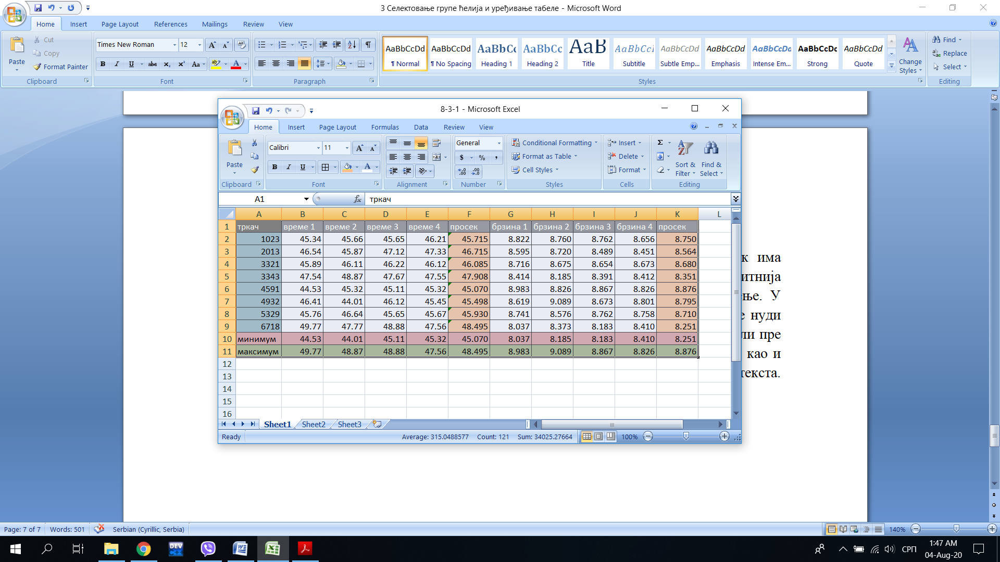 3 Селектовање групе ћелија и уређивање табеле - Microsoft Word
Home Insert Page Layout References Mailings Review View
Paste Cut Copy Format Painter Clipboard
Times New Roman 12 Font
Paragraph
AaBbCcDd AaBbCcDd AaBbCc AaBbCc AaB AaBbCcI AaBbCcDd AaBbCcDd AaBbCcDd AaBbCcDd AaBbCcDd
¶ Normal ¶ No Spacing Heading 1 Heading 2 Title Subtitle Subtle Emp... Emphasis Intense Em... Strong Quote
Styles
Change Styles
Find Replace Select Editing
8-3-1 - Microsoft Excel
Home Insert Page Layout Formulas Data Review View
Paste Clipboard
Calibri 11 Font
Alignment
General Number
Conditional Formatting Format as Table Cell Styles Styles
Insert Delete Format Cells
Sort & Filter Find & Select Editing
A1 fx тркач
A B C D E F G H I J K L
1 тркач време 1 време 2 време 3 време 4 просек брзина 1 брзина 2 брзина 3 брзина 4 просек
2 1023 45.34 45.66 45.65 46.21 45.715 8.822 8.760 8.762 8.656 8.750
3 2013 46.54 45.87 47.12 47.33 46.715 8.595 8.720 8.489 8.451 8.564
4 3321 45.89 46.11 46.22 46.12 46.085 8.716 8.675 8.654 8.673 8.680
5 3343 47.54 48.87 47.67 47.55 47.908 8.414 8.185 8.391 8.412 8.351
6 4591 44.53 45.32 45.11 45.32 45.070 8.983 8.826 8.867 8.826 8.876
7 4932 46.41 44.01 46.12 45.45 45.498 8.619 9.089 8.673 8.801 8.795
8 5329 45.76 46.64 45.65 45.67 45.930 8.741 8.576 8.762 8.758 8.710
9 6718 49.77 47.77 48.88 47.56 48.495 8.037 8.373 8.183 8.410 8.251
10 минимум 44.53 44.01 45.11 45.32 45.070 8.037 8.185 8.183 8.410 8.251
11 максимум 49.77 48.87 48.88 47.56 48.495 8.983 9.089 8.867 8.826 8.876
12
13
14
15
16
Sheet1 Sheet2 Sheet3
Ready Average: 315.0488577 Count: 121 Sum: 34025.27664 100%
к има
итнија
ње. У
е нуди
ли пре
као и
текста.
Page: 7 of 7 Words: 501 Serbian (Cyrillic, Serbia) 140%
DEV
СРП
1:47 AM
04-Aug-20